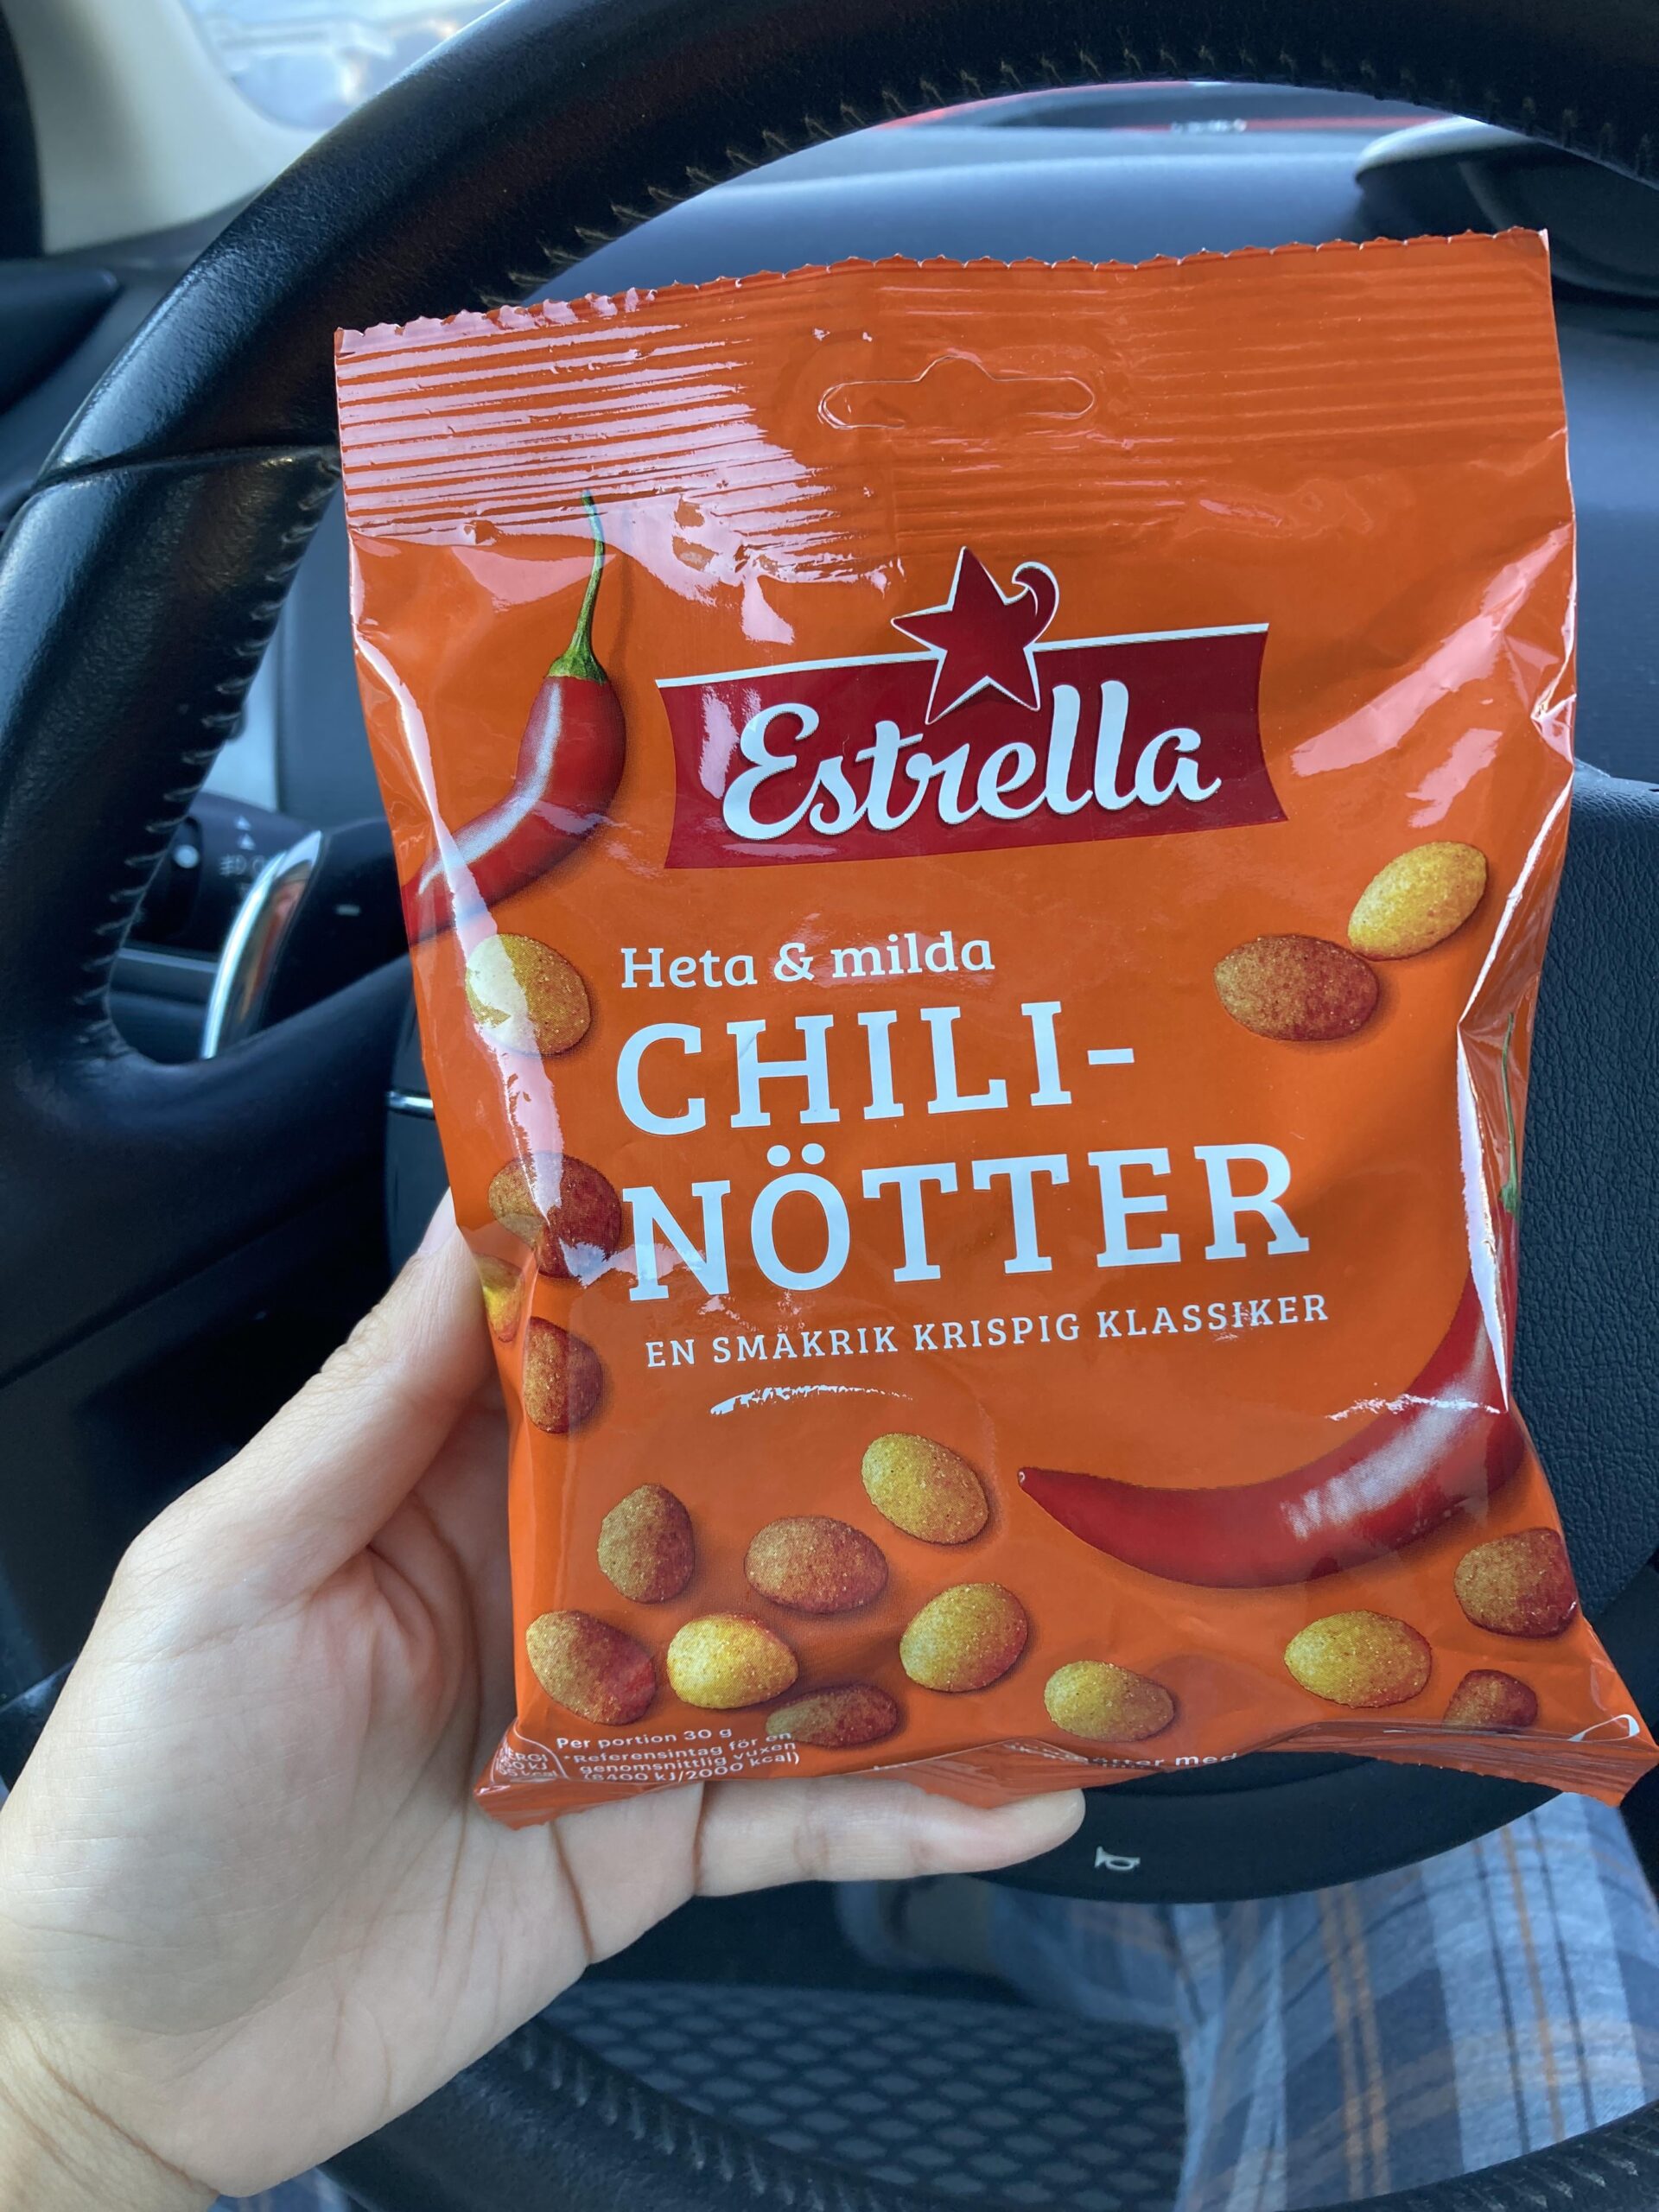 Estrella
Heta & milda
CHILI-
NÖTTER
EN SMAKRIK KRISPIG KLASSIKER
Per portion 30 g
*Referensintag för en
genomsnittlig vuxen
(8400 kJ/2000 kcal)
med